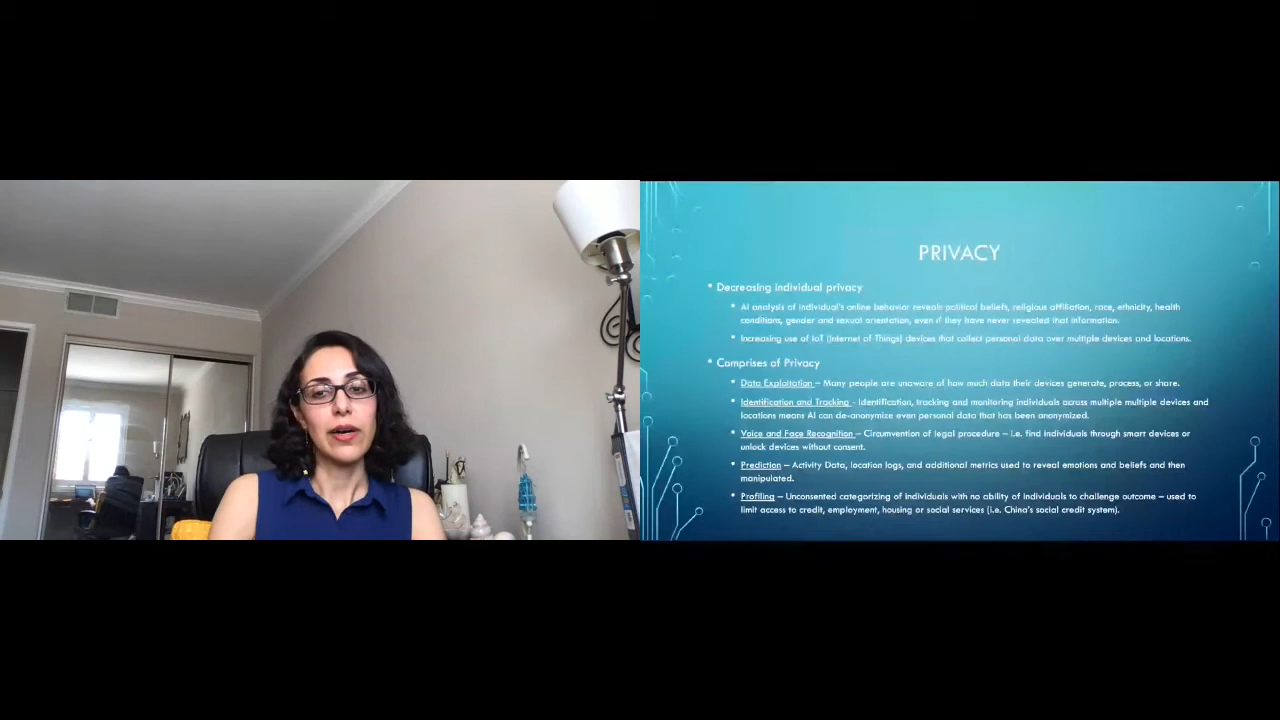 PRIVACY
• Decreasing individual privacy
• AI analysis of individual's online behavior reveals political beliefs, religious affiliation, race, ethnicity, health
conditions, gender and sexual orientation, even if they have never revealed that information.
• Increasing use of IoT (Internet of Things) devices that collect personal data over multiple devices and locations.
• Comprises of Privacy
• Data Exploitation – Many people are unaware of how much data their devices generate, process, or share.
• Identification and Tracking - Identification, tracking and monitoring individuals across multiple multiple devices and
locations means AI can de-anonymize even personal data that has been anonymized.
• Voice and Face Recognition – Circumvention of legal procedure – i.e. find individuals through smart devices or
unlock devices without consent.
• Prediction – Activity Data, location logs, and additional metrics used to reveal emotions and beliefs and then
manipulated.
• Profiling – Unconsented categorizing of individuals with no ability of individuals to challenge outcome – used to
limit access to credit, employment, housing or social services (i.e. China's social credit system).